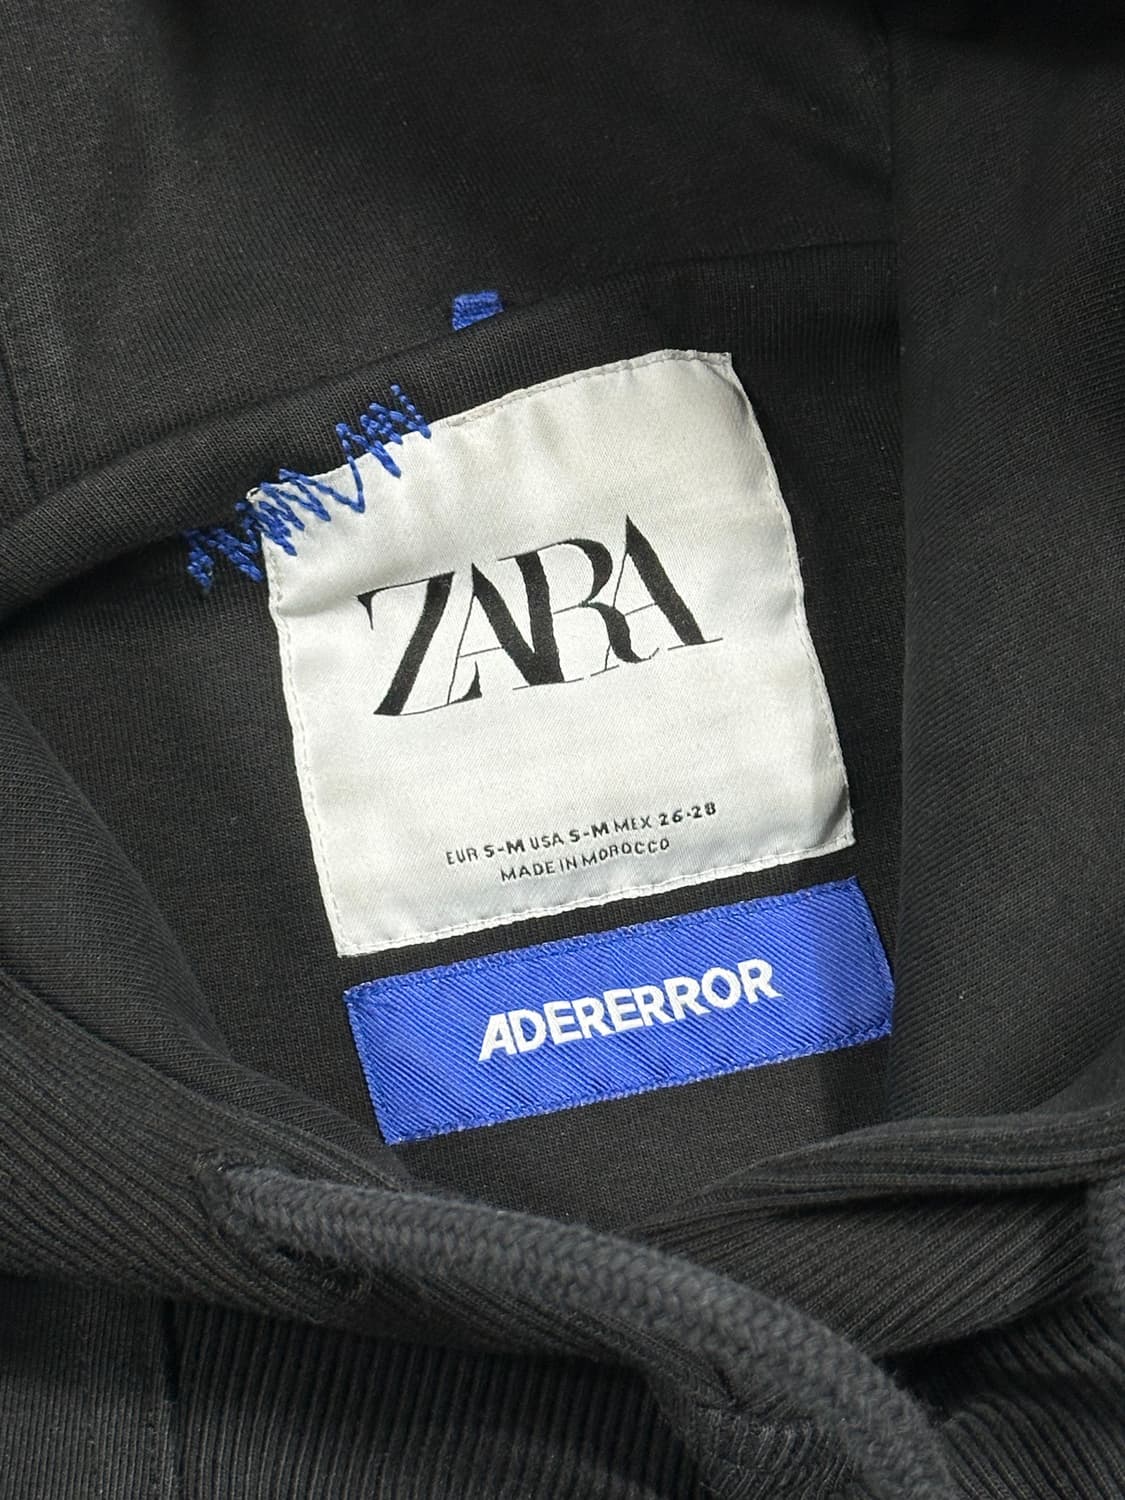 ZARA
EUR S-M USA S-M MEX 26-28
MADE IN MOROCCO
ADERERROR